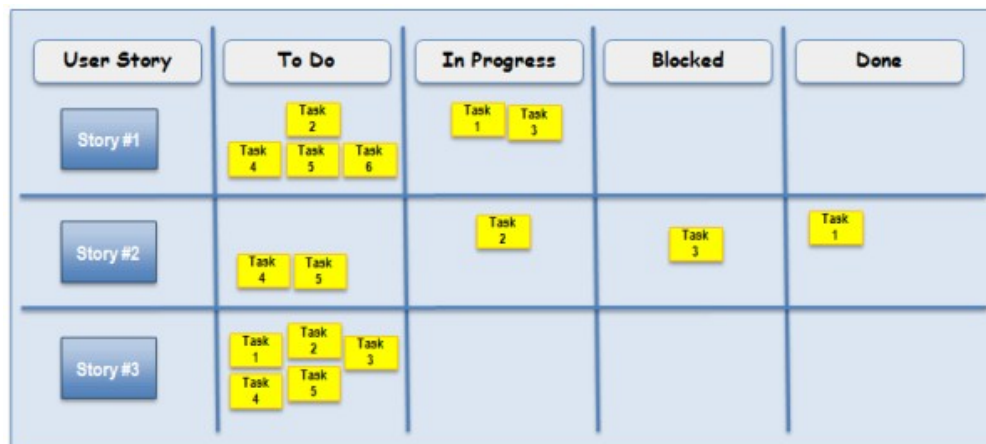 User Story
To Do
In Progress
Blocked
Done
Story #1
Task
2
Task
4
Task
5
Task
6
Task
1
Task
3
Story #2
Task
4
Task
5
Task
2
Task
3
Task
1
Story #3
Task
1
Task
2
Task
3
Task
4
Task
5